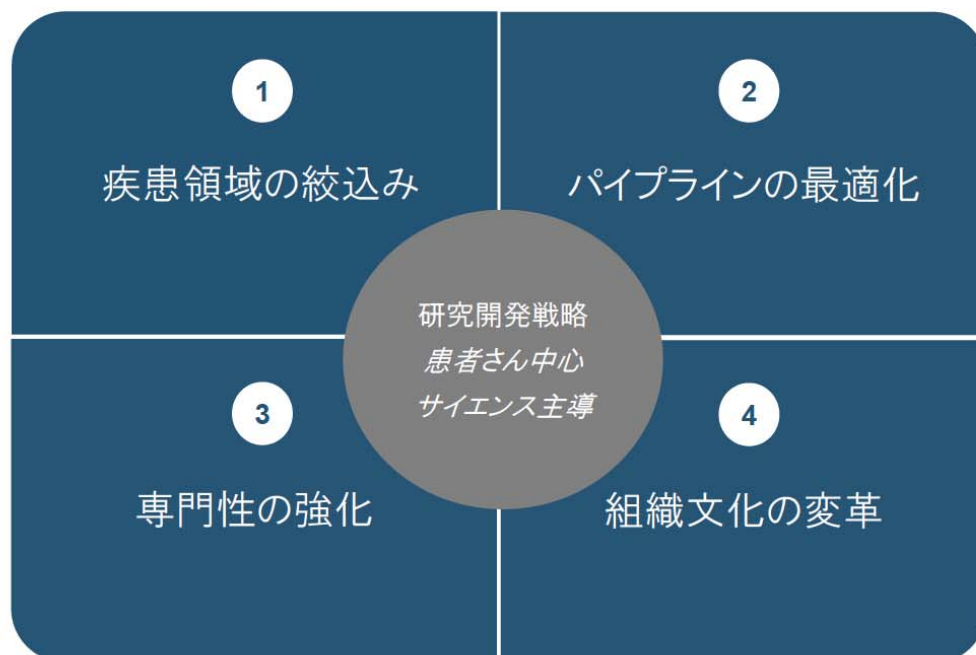 1
疾患領域の絞込み
2
パイプラインの最適化
研究開発戦略
患者さん中心
サイエンス主導
3
専門性の強化
4
組織文化の変革